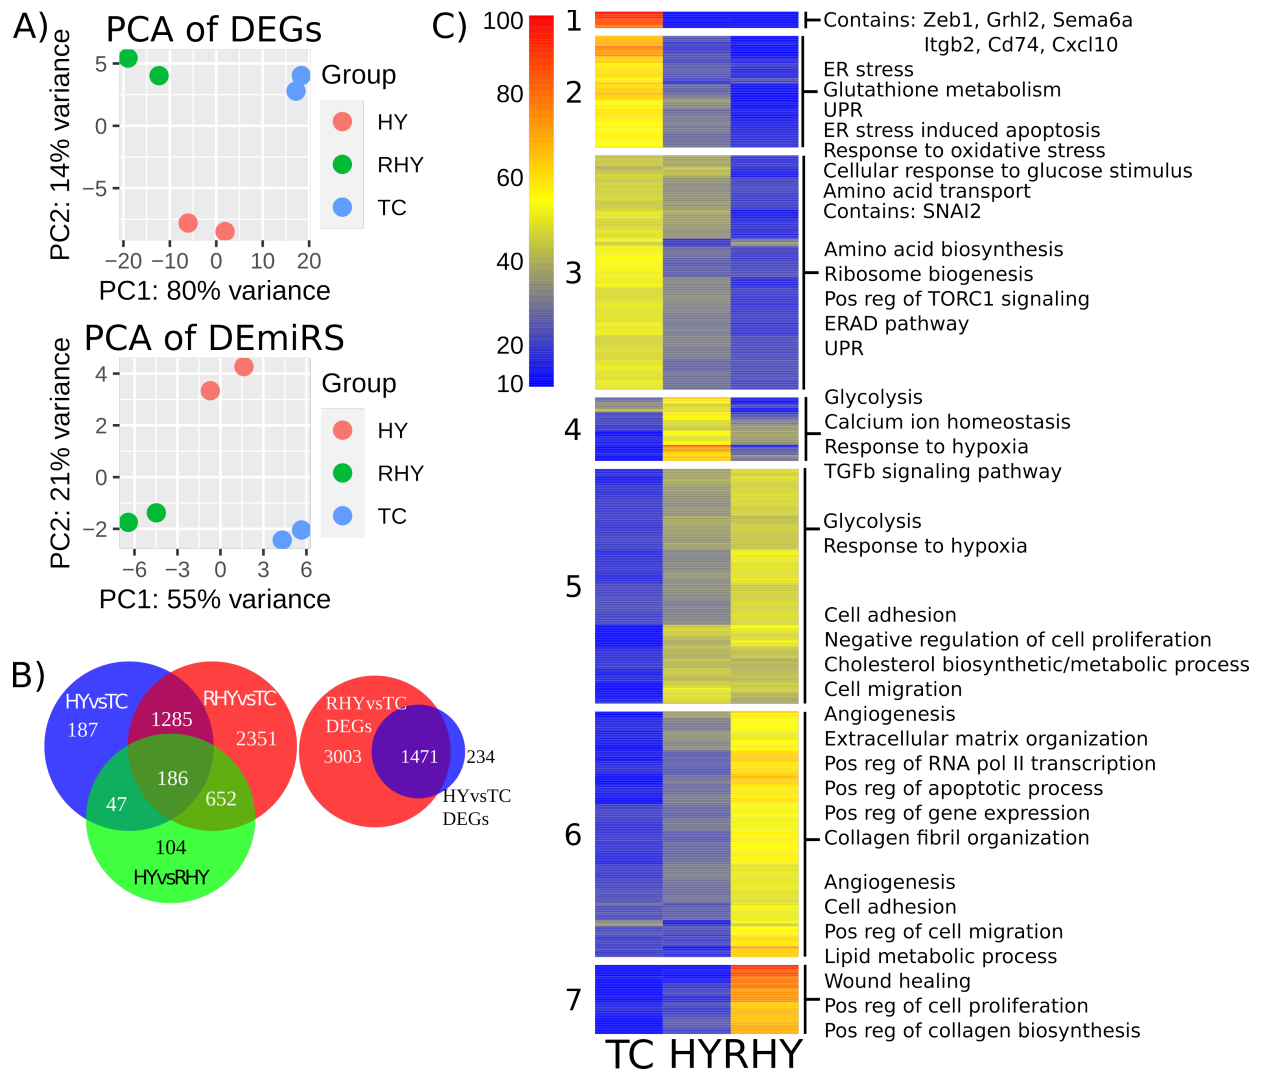 A)
PCA of DEGs
PC2: 14% variance
5
0
−5
−20 −10 0 10 20
PC1: 80% variance
Group
HY
RHY
TC
PCA of DEmiRS
PC2: 21% variance
4
2
0
−2
−6 −3 0 3 6
PC1: 55% variance
Group
HY
RHY
TC
B)
HYvsTC
187
1285
RHYvsTC
2351
186
47
652
104
HYvsRHY
RHYvsTC
DEGs
3003
1471
234
HYvsTC
DEGs
C)
100
80
60
40
20
10
1
2
3
4
5
6
7
TC HY RHY
Contains: Zeb1, Grhl2, Sema6a
Itgb2, Cd74, Cxcl10
ER stress
Glutathione metabolism
UPR
ER stress induced apoptosis
Response to oxidative stress
Cellular response to glucose stimulus
Amino acid transport
Contains: SNAI2
Amino acid biosynthesis
Ribosome biogenesis
Pos reg of TORC1 signaling
ERAD pathway
UPR
Glycolysis
Calcium ion homeostasis
Response to hypoxia
TGFb signaling pathway
Glycolysis
Response to hypoxia
Cell adhesion
Negative regulation of cell proliferation
Cholesterol biosynthetic/metabolic process
Cell migration
Angiogenesis
Extracellular matrix organization
Pos reg of RNA pol II transcription
Pos reg of apoptotic process
Pos reg of gene expression
Collagen fibril organization
Angiogenesis
Cell adhesion
Pos reg of cell migration
Lipid metabolic process
Wound healing
Pos reg of cell proliferation
Pos reg of collagen biosynthesis